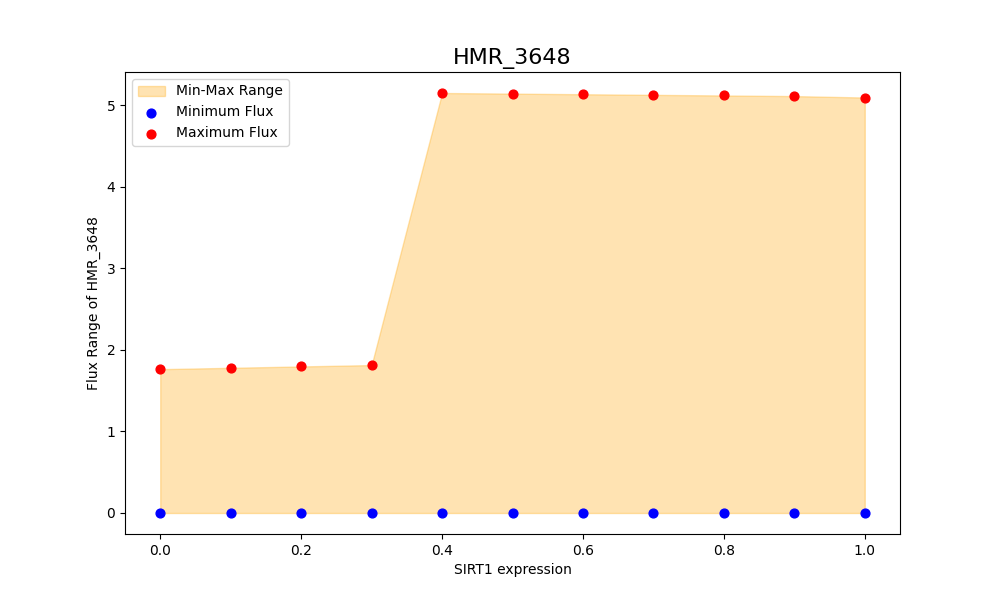 HMR_3648
Min-Max Range
Minimum Flux
Maximum Flux
Flux Range of HMR_3648
5
4
3
2
1
0
0.0 0.2 0.4 0.6 0.8 1.0
SIRT1 expression